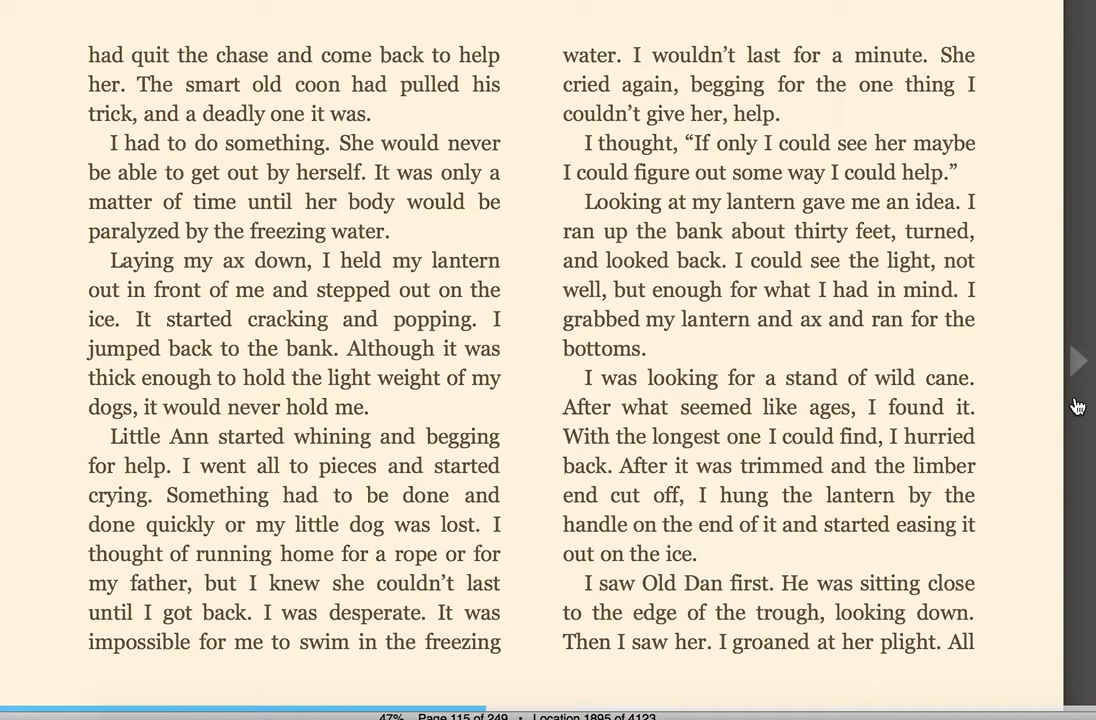 had quit the chase and come back to help
her. The smart old coon had pulled his
trick, and a deadly one it was.
I had to do something. She would never
be able to get out by herself. It was only a
matter of time until her body would be
paralyzed by the freezing water.
Laying my ax down, I held my lantern
out in front of me and stepped out on the
ice. It started cracking and popping. I
jumped back to the bank. Although it was
thick enough to hold the light weight of my
dogs, it would never hold me.
Little Ann started whining and begging
for help. I went all to pieces and started
crying. Something had to be done and
done quickly or my little dog was lost. I
thought of running home for a rope or for
my father, but I knew she couldn’t last
until I got back. I was desperate. It was
impossible for me to swim in the freezing
water. I wouldn’t last for a minute. She
cried again, begging for the one thing I
couldn’t give her, help.
I thought, “If only I could see her maybe
I could figure out some way I could help.”
Looking at my lantern gave me an idea. I
ran up the bank about thirty feet, turned,
and looked back. I could see the light, not
well, but enough for what I had in mind. I
grabbed my lantern and ax and ran for the
bottoms.
I was looking for a stand of wild cane.
After what seemed like ages, I found it.
With the longest one I could find, I hurried
back. After it was trimmed and the limber
end cut off, I hung the lantern by the
handle on the end of it and started easing it
out on the ice.
I saw Old Dan first. He was sitting close
to the edge of the trough, looking down.
Then I saw her. I groaned at her plight. All
47% Page 115 of 249 • Location 1895 of 4123